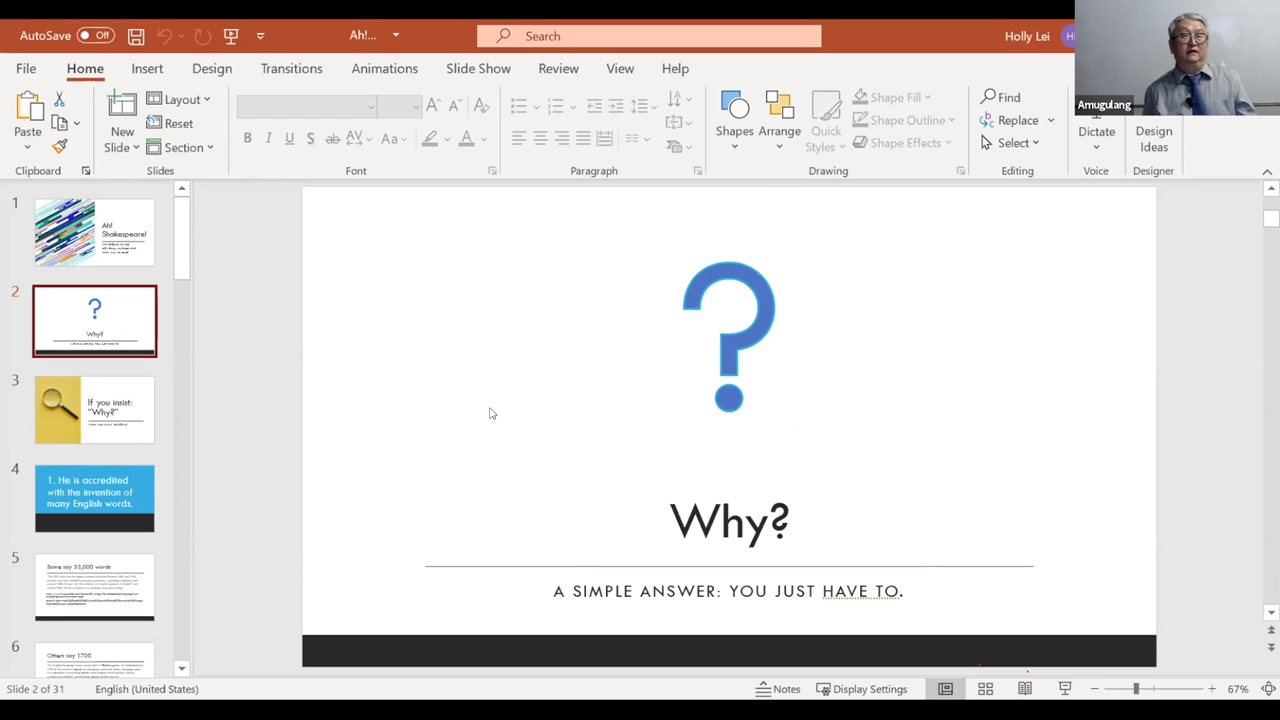 AutoSave Off
Ah!...
Search
Holly Lei
Amugulang
File Home Insert Design Transitions Animations Slide Show Review View Help
Paste
New Slide
Layout
Reset
Section
B I U S ab AV Aa A
Shapes
Arrange
Quick Styles
Shape Fill
Shape Outline
Shape Effects
Find
Replace
Select
Dictate
Design Ideas
Clipboard Slides Font Paragraph Drawing Editing Voice Designer
1
Ah! Shakespeare!
2
?
Why?
3
If you insist: "Why?"
4
1. He is accredited
with the invention of
many English words.
5
Some say 33,000 words
6
Others say 1700
?
Why?
A SIMPLE ANSWER: YOU JUST HAVE TO.
Slide 2 of 31 English (United States) Notes Display Settings 67%